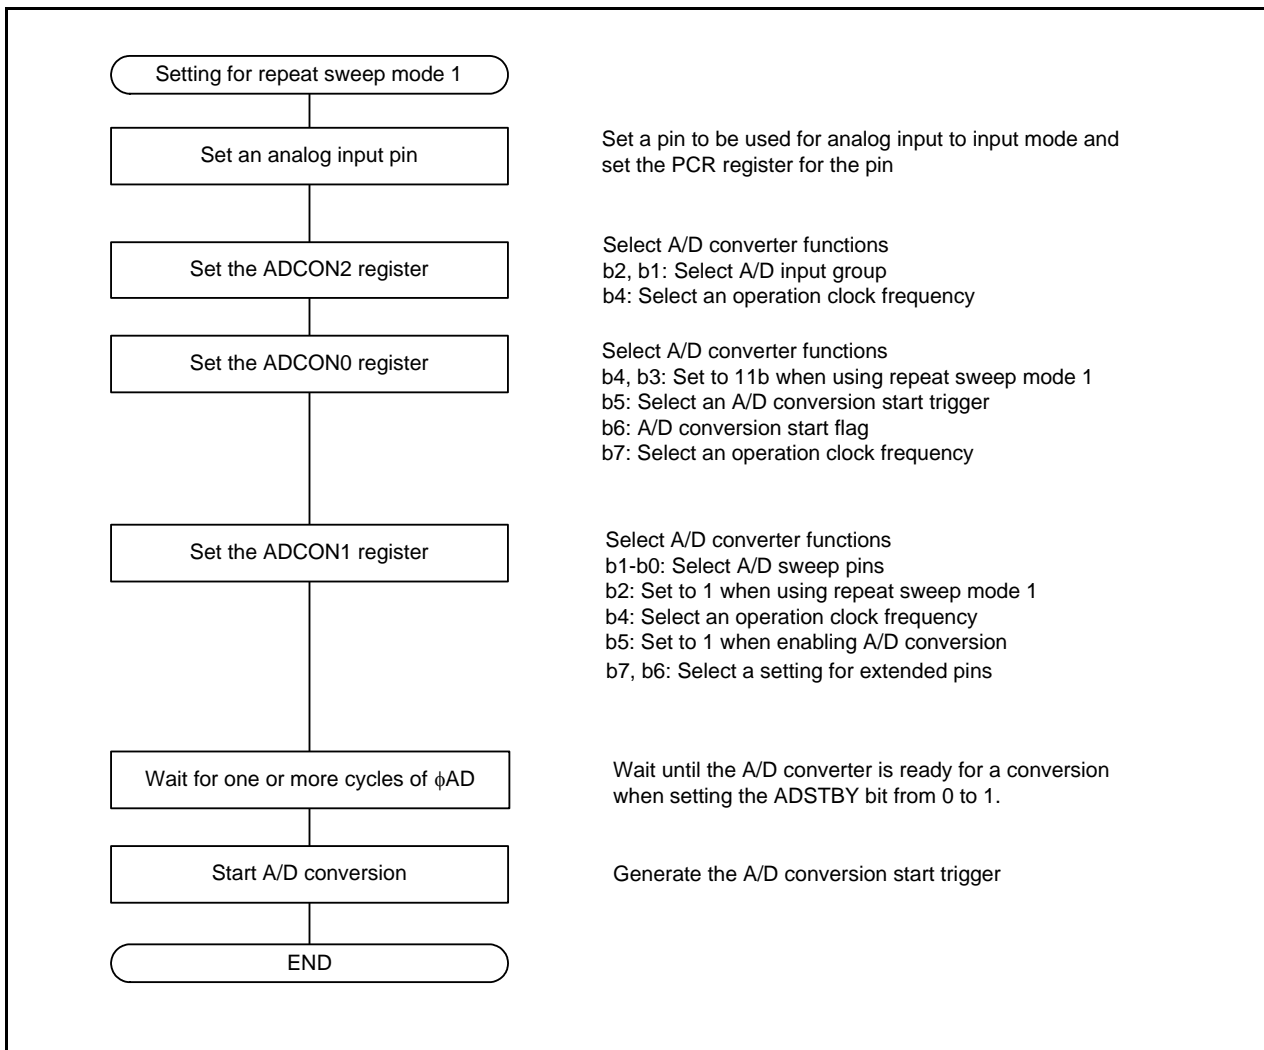 Setting for repeat sweep mode 1
Set an analog input pin
Set a pin to be used for analog input to input mode and
set the PCR register for the pin
Set the ADCON2 register
Select A/D converter functions
b2, b1: Select A/D input group
b4: Select an operation clock frequency
Set the ADCON0 register
Select A/D converter functions
b4, b3: Set to 11b when using repeat sweep mode 1
b5: Select an A/D conversion start trigger
b6: A/D conversion start flag
b7: Select an operation clock frequency
Set the ADCON1 register
Select A/D converter functions
b1-b0: Select A/D sweep pins
b2: Set to 1 when using repeat sweep mode 1
b4: Select an operation clock frequency
b5: Set to 1 when enabling A/D conversion
b7, b6: Select a setting for extended pins
Wait for one or more cycles of ϕAD
Wait until the A/D converter is ready for a conversion
when setting the ADSTBY bit from 0 to 1.
Start A/D conversion
Generate the A/D conversion start trigger
END